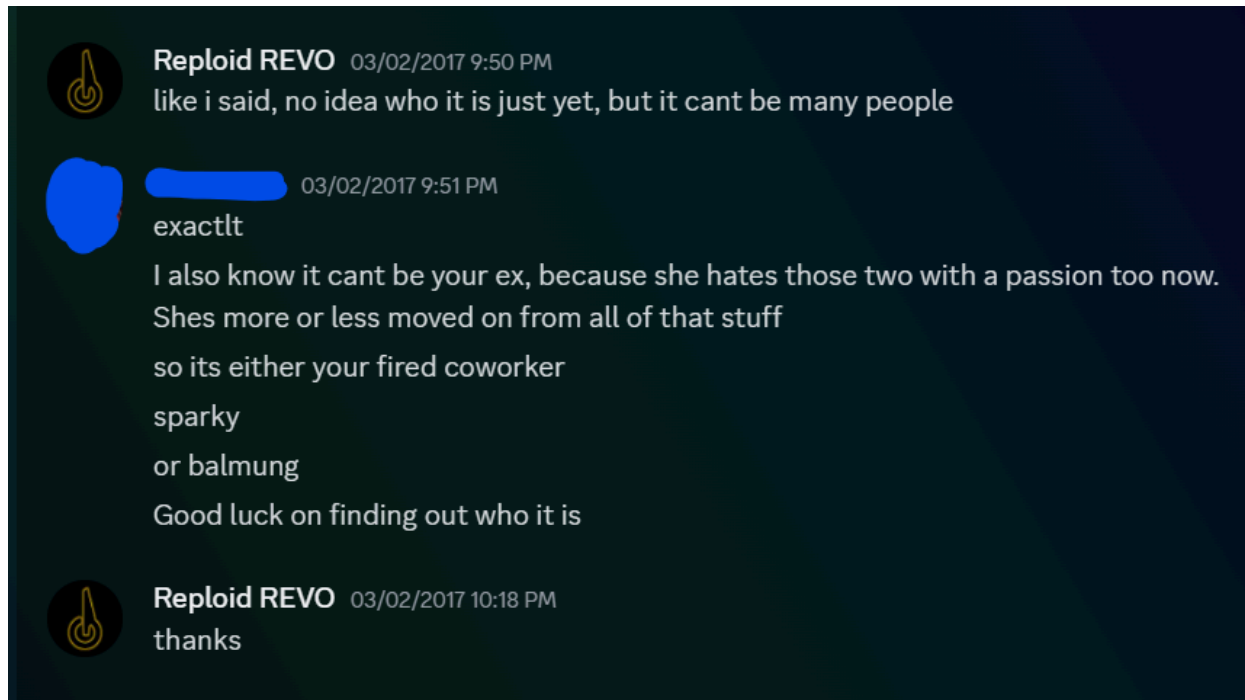 Reploid REVO 03/02/2017 9:50 PM
like i said, no idea who it is just yet, but it cant be many people
03/02/2017 9:51 PM
exactlt
I also know it cant be your ex, because she hates those two with a passion too now.
Shes more or less moved on from all of that stuff
so its either your fired coworker
sparky
or balmung
Good luck on finding out who it is
Reploid REVO 03/02/2017 10:18 PM
thanks